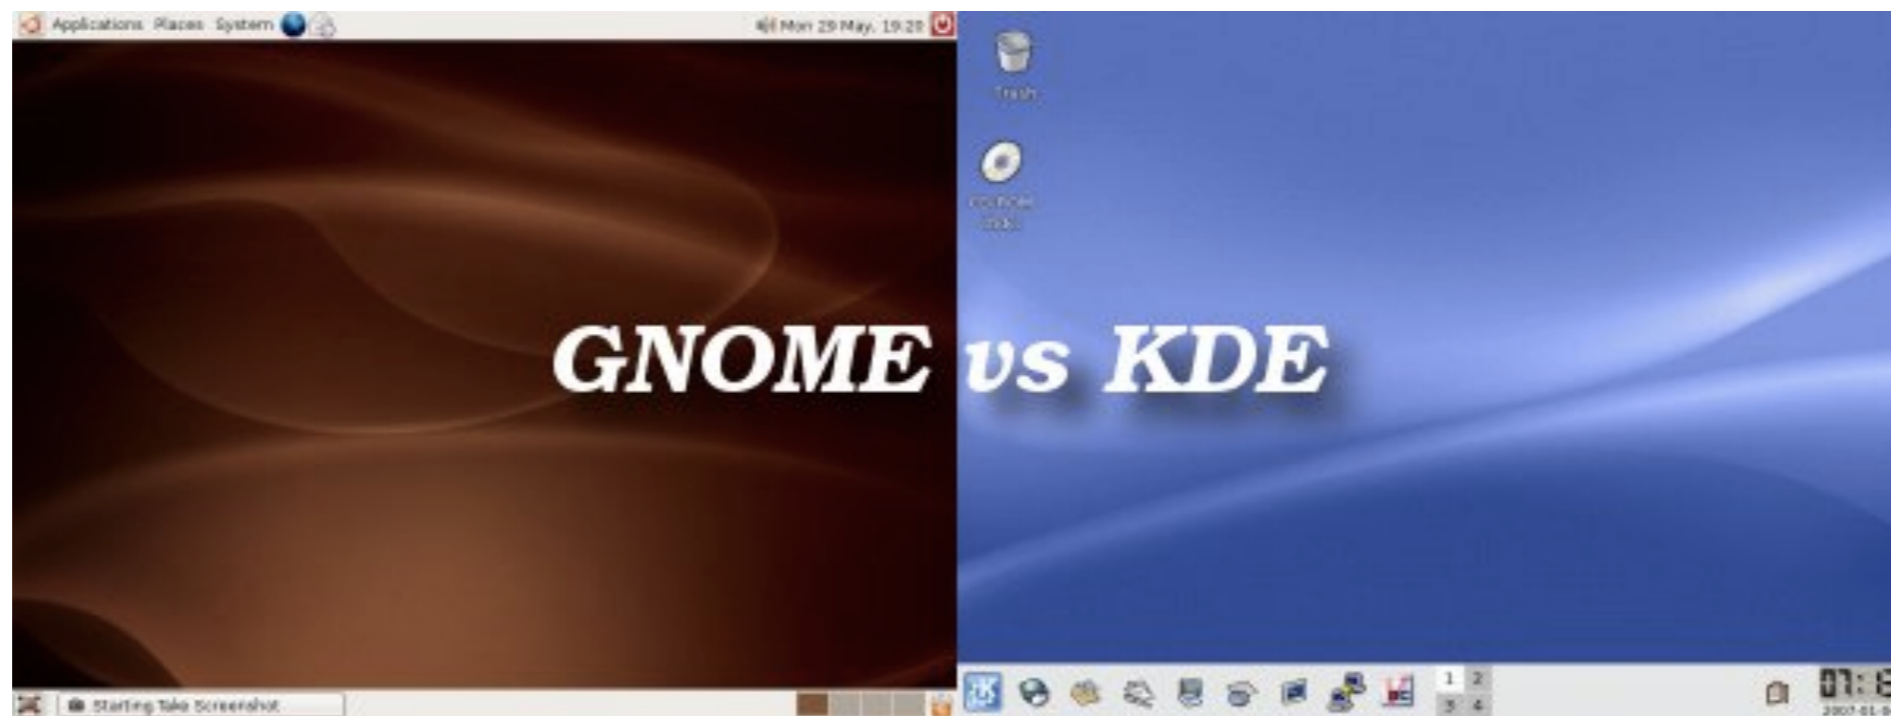 Applications Places System
Mon 29 May, 19:20
Trash
GNOME vs KDE
Starting Take Screenshot
1 2
3 4